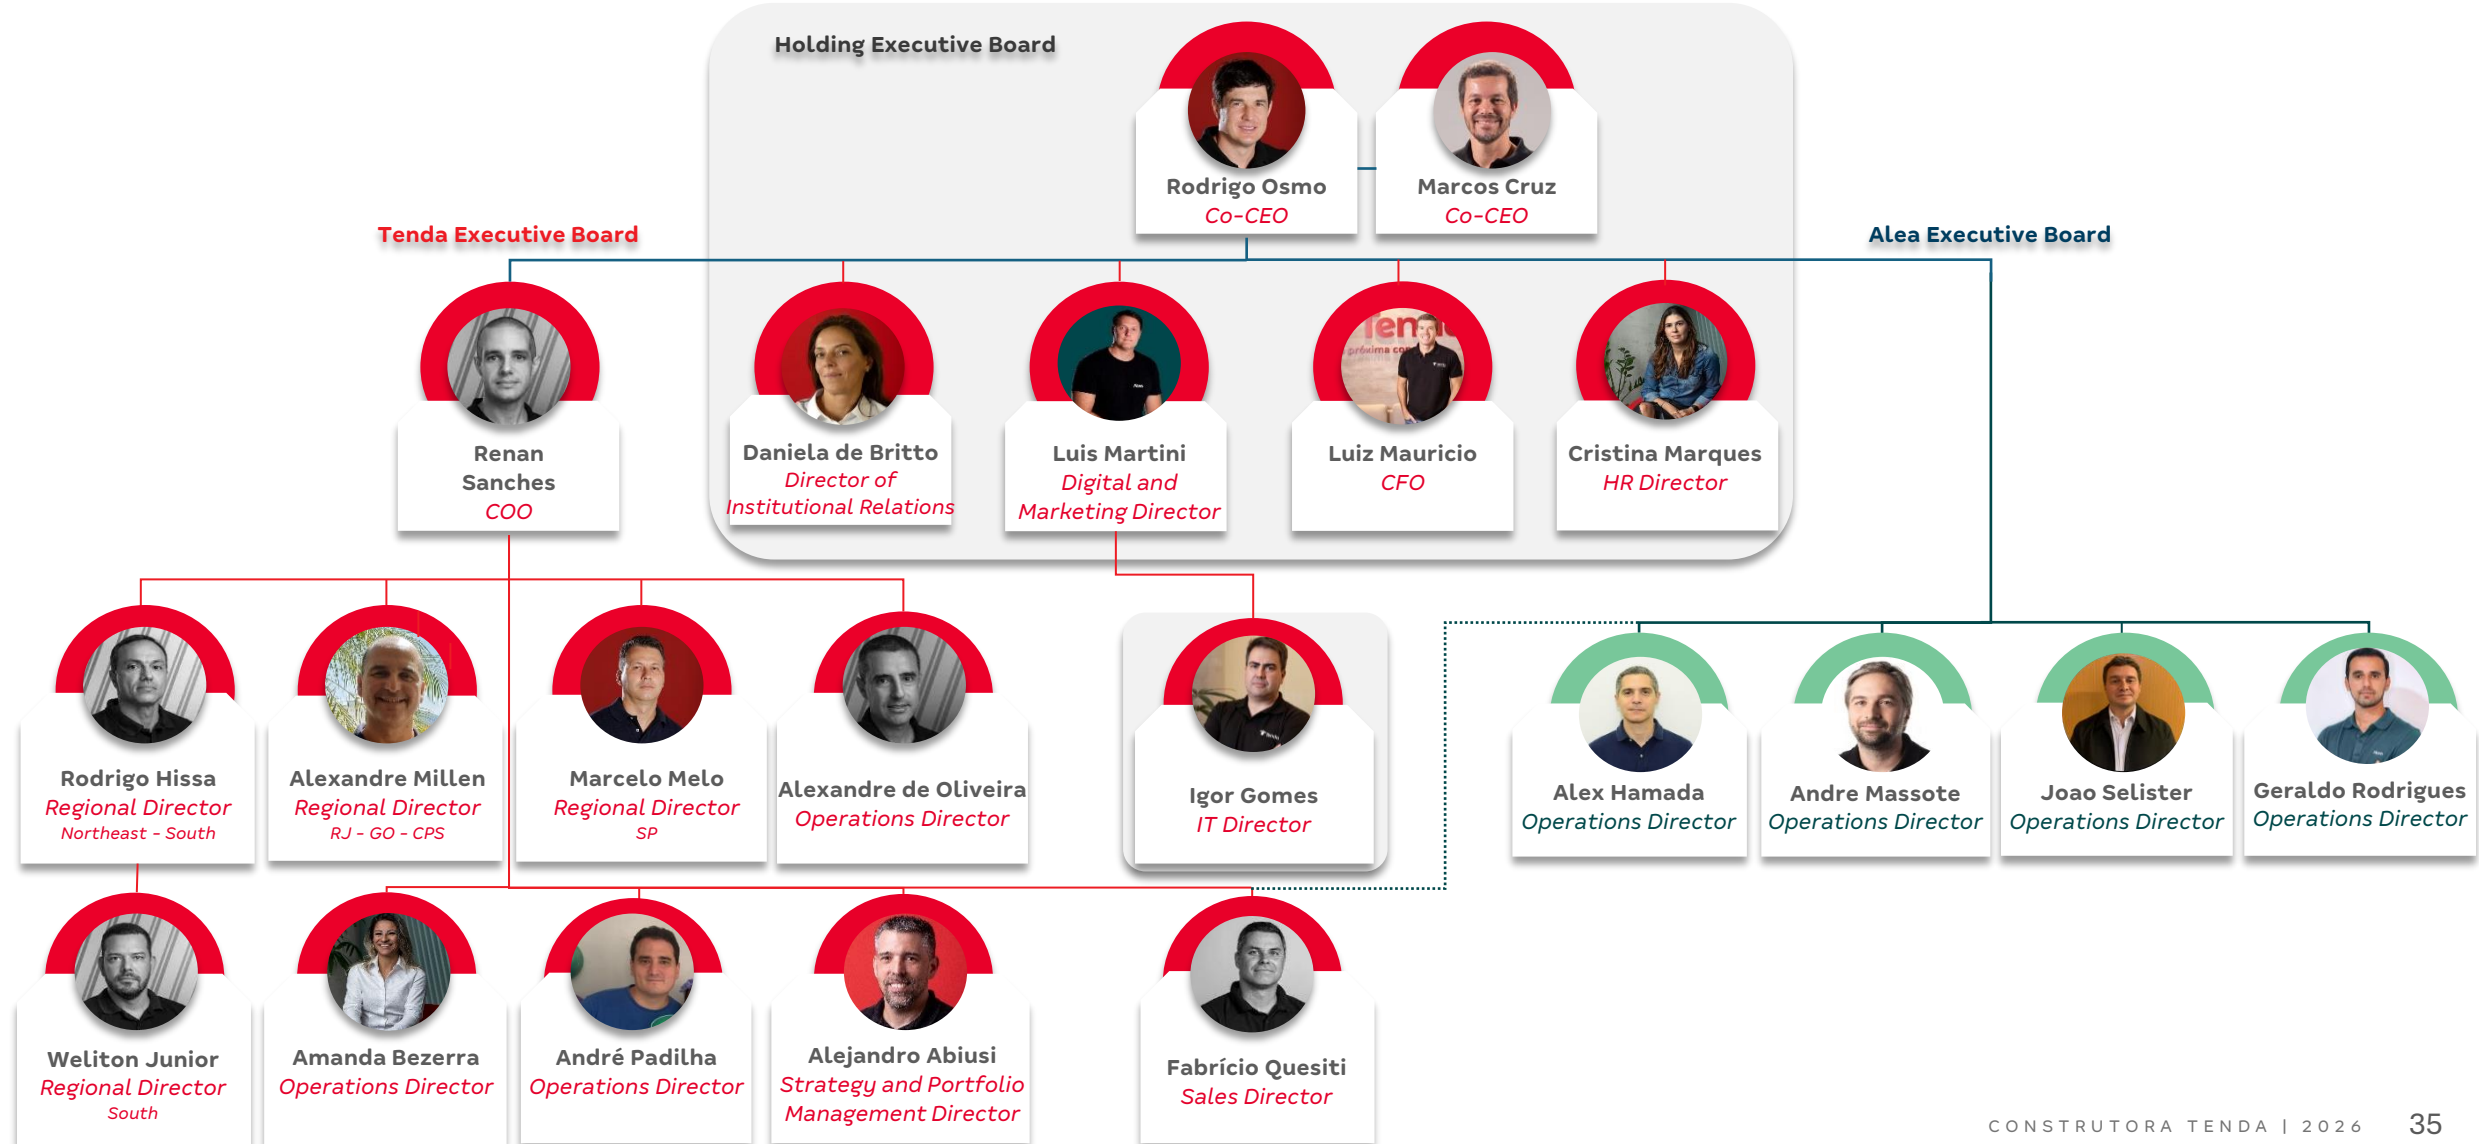 Holding Executive Board
Rodrigo Osmo
Co-CEO
Marcos Cruz
Co-CEO
Tenda Executive Board
Alea Executive Board
Renan
Sanches
COO
Daniela de Britto
Director of
Institutional Relations
Luis Martini
Digital and
Marketing Director
Luiz Mauricio
CFO
Cristina Marques
HR Director
Rodrigo Hissa
Regional Director
Northeast - South
Alexandre Millen
Regional Director
RJ - GO - CPS
Marcelo Melo
Regional Director
SP
Alexandre de Oliveira
Operations Director
Igor Gomes
IT Director
Alex Hamada
Operations Director
Andre Massote
Operations Director
Joao Selister
Operations Director
Geraldo Rodrigues
Operations Director
Weliton Junior
Regional Director
South
Amanda Bezerra
Operations Director
André Padilha
Operations Director
Alejandro Abiusi
Strategy and Portfolio
Management Director
Fabrício Quesiti
Sales Director
CONSTRUTORA TENDA | 2026 35